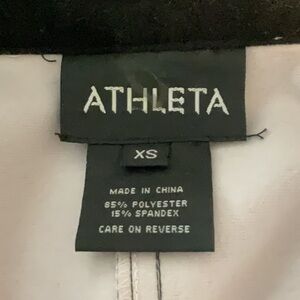 ATHLETA
XS
MADE IN CHINA
85% POLYESTER
15% SPANDEX
CARE ON REVERSE